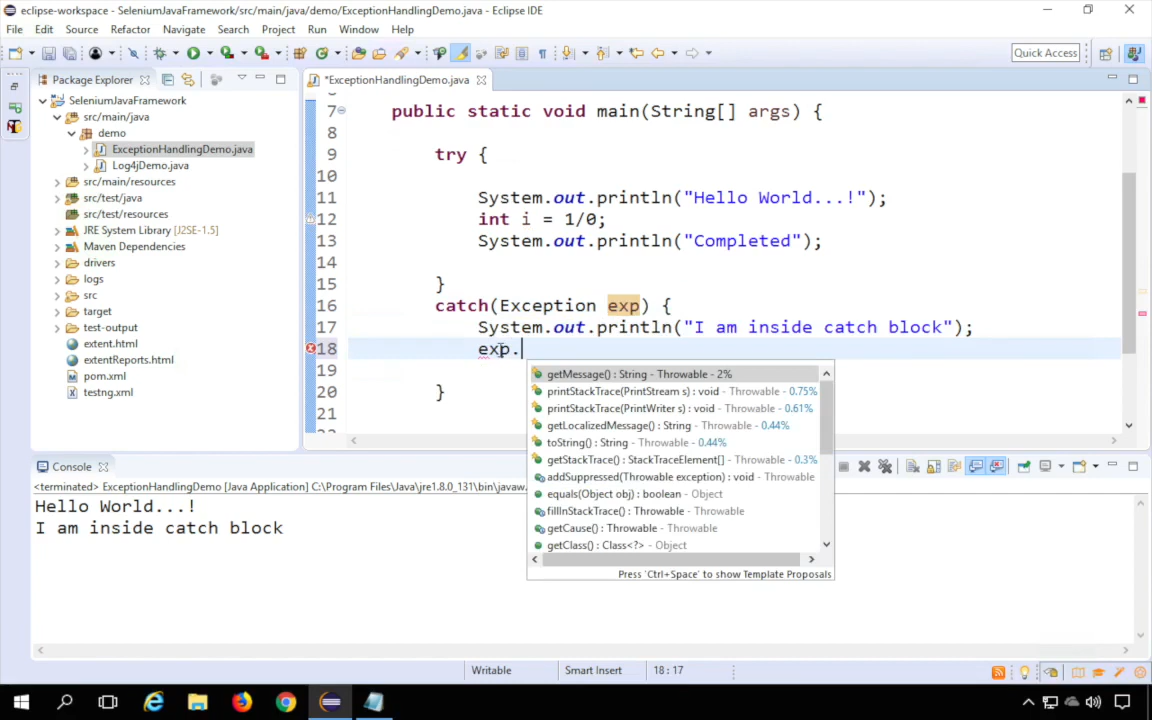 eclipse-workspace - SeleniumJavaFramework/src/main/java/demo/ExceptionHandlingDemo.java - Eclipse IDE
File Edit Source Refactor Navigate Search Project Run Window Help
Quick Access
Package Explorer
*ExceptionHandlingDemo.java
SeleniumJavaFramework
src/main/java
demo
ExceptionHandlingDemo.java
Log4jDemo.java
src/main/resources
src/test/java
src/test/resources
JRE System Library [J2SE-1.5]
Maven Dependencies
drivers
logs
src
target
test-output
extent.html
extentReports.html
pom.xml
testng.xml
7 public static void main(String[] args) {
8
9 try {
10
11 System.out.println("Hello World...!");
12 int i = 1/0;
13 System.out.println("Completed");
14
15 }
16 catch(Exception exp) {
17 System.out.println("I am inside catch block");
18 exp.
19
20 }
21
getMessage() : String - Throwable - 2%
printStackTrace(PrintStream s) : void - Throwable - 0.75%
printStackTrace(PrintWriter s) : void - Throwable - 0.61%
getLocalizedMessage() : String - Throwable - 0.44%
toString() : String - Throwable - 0.44%
getStackTrace() : StackTraceElement[] - Throwable - 0.3%
addSuppressed(Throwable exception) : void - Throwable
equals(Object obj) : boolean - Object
fillInStackTrace() : Throwable - Throwable
getCause() : Throwable - Throwable
getClass() : Class<?> - Object
Press 'Ctrl+Space' to show Template Proposals
Console
<terminated> ExceptionHandlingDemo [Java Application] C:\Program Files\Java\jre1.8.0_131\bin\javaw.
Hello World...!
I am inside catch block
Writable Smart Insert 18 : 17